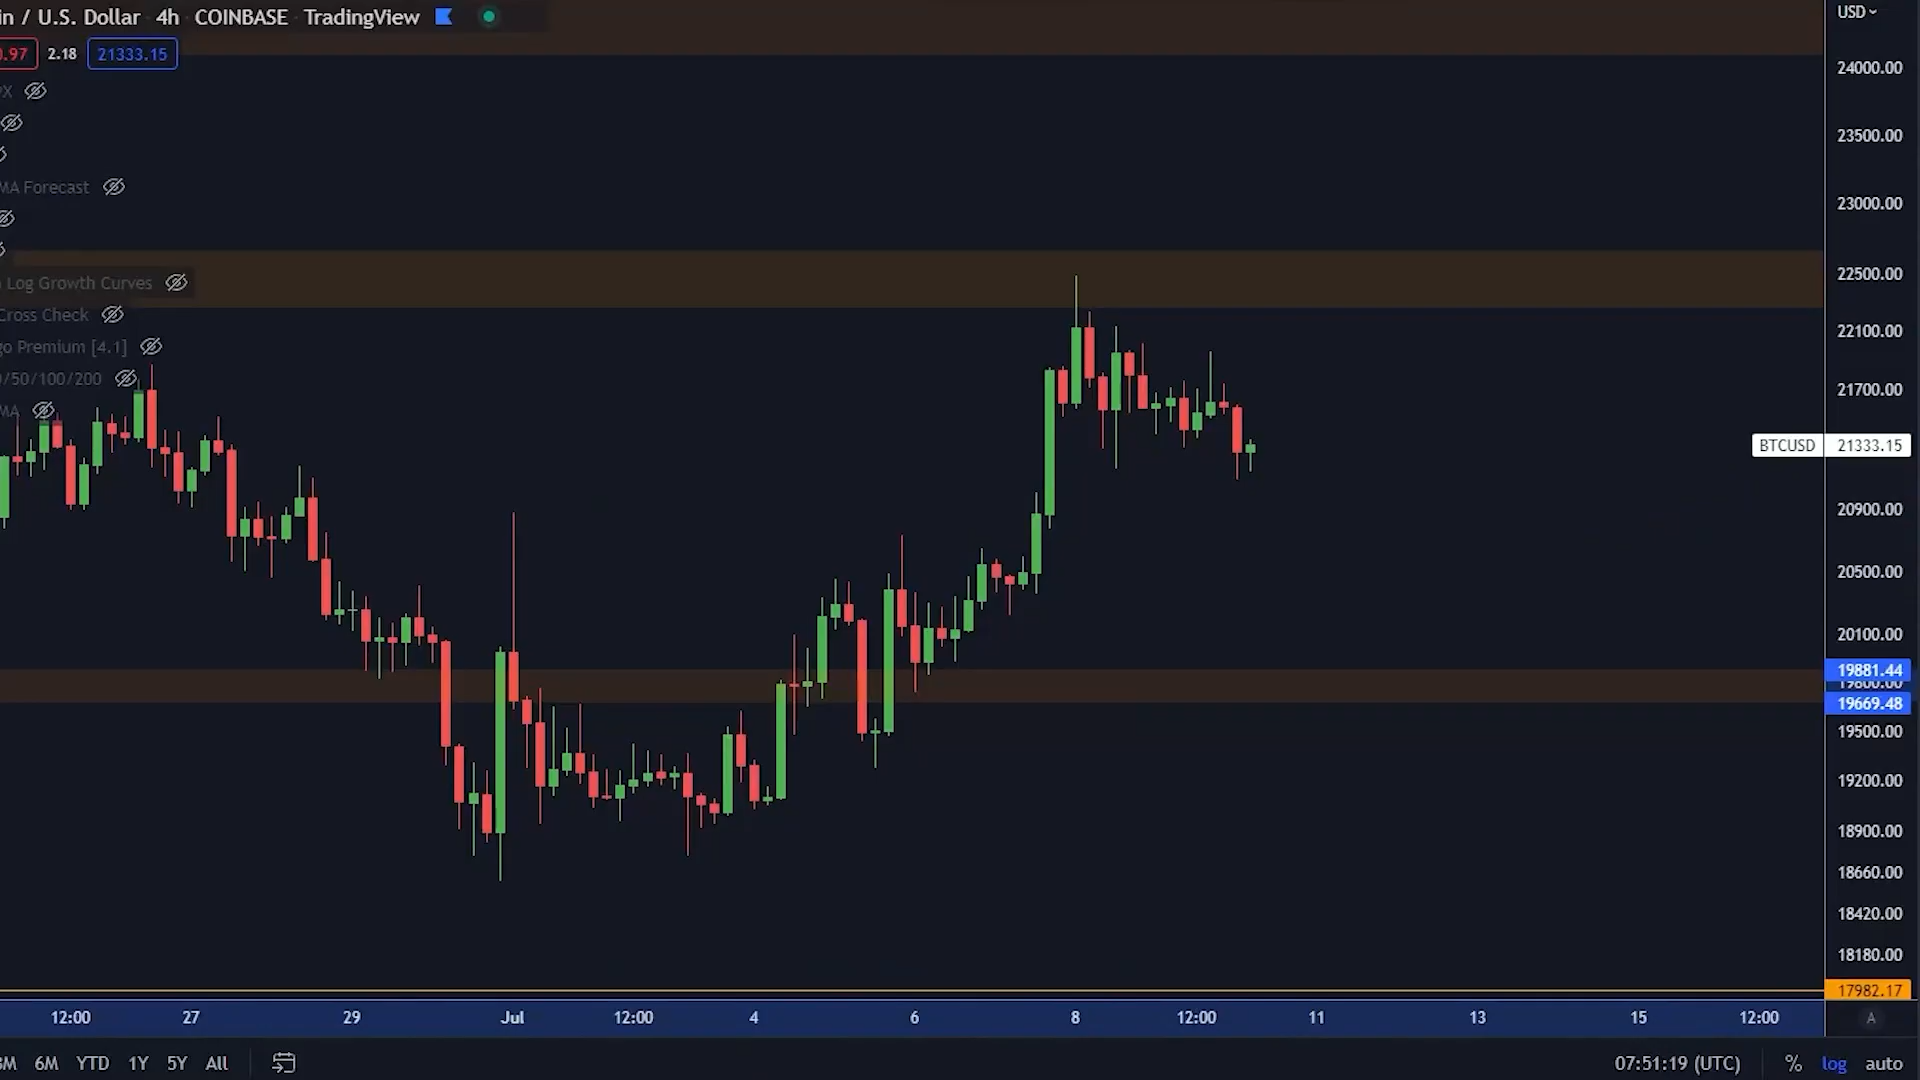 in / U.S. Dollar 4h COINBASE TradingView
0.97 2.18 21333.15
PX
MA Forecast
Log Growth Curves
Cross Check
go Premium [4.1]
0/50/100/200
MA
USD
24000.00
23500.00
23000.00
22500.00
22100.00
21700.00
BTCUSD 21333.15
20900.00
20500.00
20100.00
19881.44
19800.00
19669.48
19500.00
19200.00
18900.00
18660.00
18420.00
18180.00
17982.17
12:00 27 29 Jul 12:00 4 6 8 12:00 11 13 15 12:00 A
3M 6M YTD 1Y 5Y All 07:51:19 (UTC) % log auto